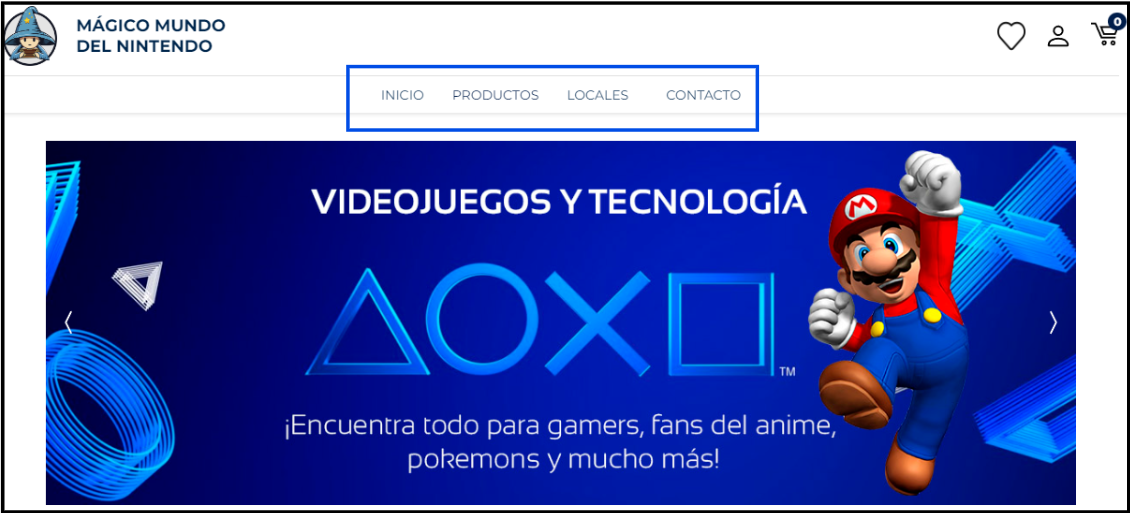 MÁGICO MUNDO
DEL NINTENDO
0
INICIO PRODUCTOS LOCALES CONTACTO
VIDEOJUEGOS Y TECNOLOGÍA
M
TM
¡Encuentra todo para gamers, fans del anime,
pokemons y mucho más!